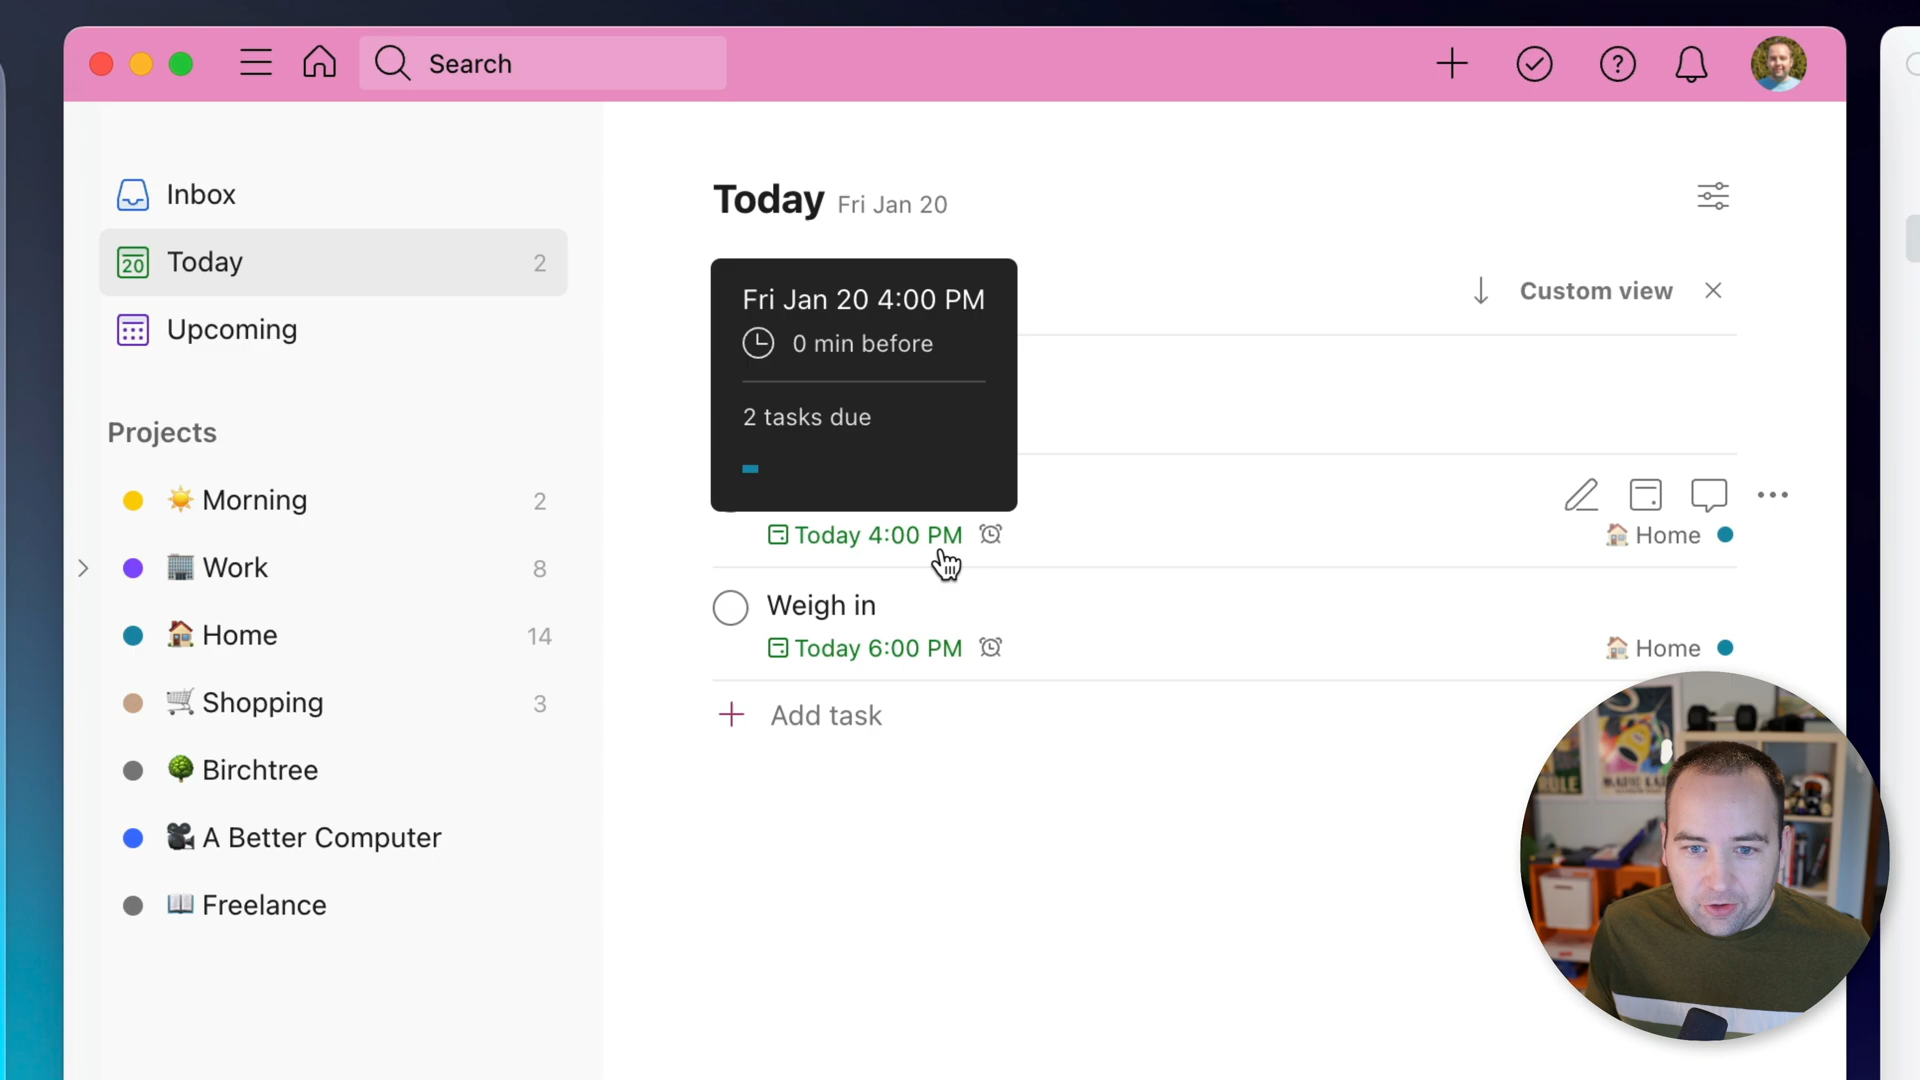 Search
Inbox
20
Today
2
Upcoming
Projects
Morning
2
Work
8
Home
14
Shopping
3
Birchtree
A Better Computer
Freelance
Today Fri Jan 20
Custom view
Fri Jan 20 4:00 PM
0 min before
2 tasks due
Today 4:00 PM
Home
Weigh in
Today 6:00 PM
Home
Add task